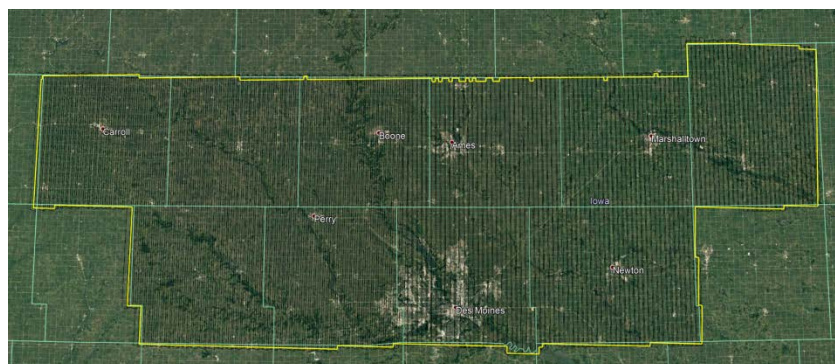 Carroll
Boone
Ames
Marshalltown
Iowa
Perry
Newton
Des Moines